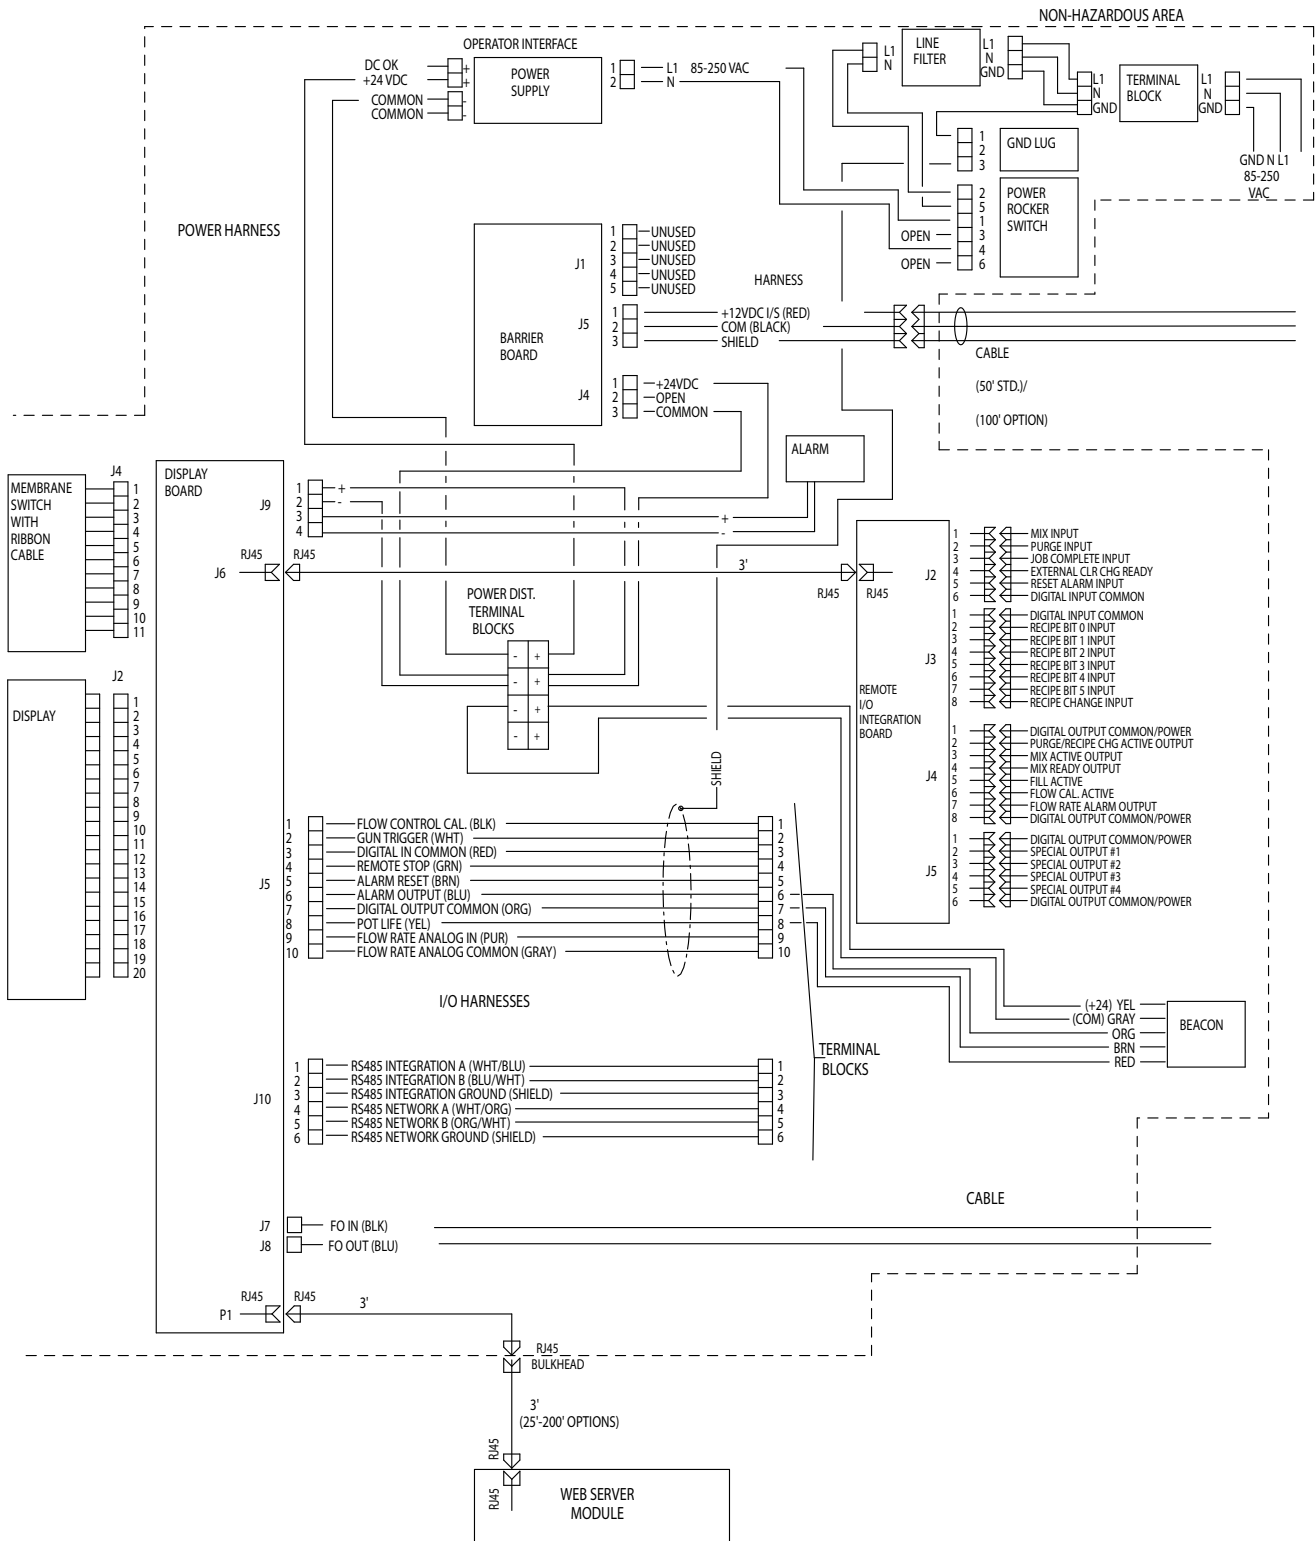 NON-HAZARDOUS AREA
OPERATOR INTERFACE
DC OK
+24 VDC
COMMON
COMMON
+
+
-
-
POWER
SUPPLY
1
2
L1 85-250 VAC
N
L1
N
LINE
FILTER
L1
N
GND
L1
N
GND
TERMINAL
BLOCK
L1
N
GND
GND N L1
85-250
VAC
1
2
3
GND LUG
2
5
1
3
4
6
OPEN
OPEN
POWER
ROCKER
SWITCH
POWER HARNESS
BARRIER
BOARD
J1
1 UNUSED
2 UNUSED
3 UNUSED
4 UNUSED
5 UNUSED
HARNESS
J5
1 +12VDC I/S (RED)
2 COM (BLACK)
3 SHIELD
J4
1 +24VDC
2 OPEN
3 COMMON
CABLE
(50' STD.)/
(100' OPTION)
ALARM
MEMBRANE
SWITCH
WITH
RIBBON
CABLE
J4
1
2
3
4
5
6
7
8
9
10
11
DISPLAY
BOARD
J9
1 +
2 -
3
4
+
-
J6
RJ45
RJ45
3'
RJ45
RJ45
POWER DIST.
TERMINAL
BLOCKS
- +
- +
- +
- +
SHIELD
DISPLAY
J2
1
2
3
4
5
6
7
8
9
10
11
12
13
14
15
16
17
18
19
20
REMOTE
I/O
INTEGRATION
BOARD
J2
1 MIX INPUT
2 PURGE INPUT
3 JOB COMPLETE INPUT
4 EXTERNAL CLR CHG READY
5 RESET ALARM INPUT
6 DIGITAL INPUT COMMON
J3
1 DIGITAL INPUT COMMON
2 RECIPE BIT 0 INPUT
3 RECIPE BIT 1 INPUT
4 RECIPE BIT 2 INPUT
5 RECIPE BIT 3 INPUT
6 RECIPE BIT 4 INPUT
7 RECIPE BIT 5 INPUT
8 RECIPE CHANGE INPUT
J4
1 DIGITAL OUTPUT COMMON/POWER
2 PURGE/RECIPE CHG ACTIVE OUTPUT
3 MIX ACTIVE OUTPUT
4 MIX READY OUTPUT
5 FILL ACTIVE
6 FLOW CAL. ACTIVE
7 FLOW RATE ALARM OUTPUT
8 DIGITAL OUTPUT COMMON/POWER
J5
1 DIGITAL OUTPUT COMMON/POWER
2 SPECIAL OUTPUT #1
3 SPECIAL OUTPUT #2
4 SPECIAL OUTPUT #3
5 SPECIAL OUTPUT #4
6 DIGITAL OUTPUT COMMON/POWER
J5
1 FLOW CONTROL CAL. (BLK) 1
2 GUN TRIGGER (WHT) 2
3 DIGITAL IN COMMON (RED) 3
4 REMOTE STOP (GRN) 4
5 ALARM RESET (BRN) 5
6 ALARM OUTPUT (BLU) 6
7 DIGITAL OUTPUT COMMON (ORG) 7
8 POT LIFE (YEL) 8
9 FLOW RATE ANALOG IN (PUR) 9
10 FLOW RATE ANALOG COMMON (GRAY) 10
I/O HARNESSES
(+24) YEL
(COM) GRAY
ORG
BRN
RED
BEACON
TERMINAL
BLOCKS
J10
1 RS485 INTEGRATION A (WHT/BLU) 1
2 RS485 INTEGRATION B (BLU/WHT) 2
3 RS485 INTEGRATION GROUND (SHIELD) 3
4 RS485 NETWORK A (WHT/ORG) 4
5 RS485 NETWORK B (ORG/WHT) 5
6 RS485 NETWORK GROUND (SHIELD) 6
CABLE
J7 FO IN (BLK)
J8 FO OUT (BLU)
P1
RJ45
RJ45
3'
RJ45
BULKHEAD
3'
(25'-200' OPTIONS)
RJ45
RJ45
WEB SERVER
MODULE